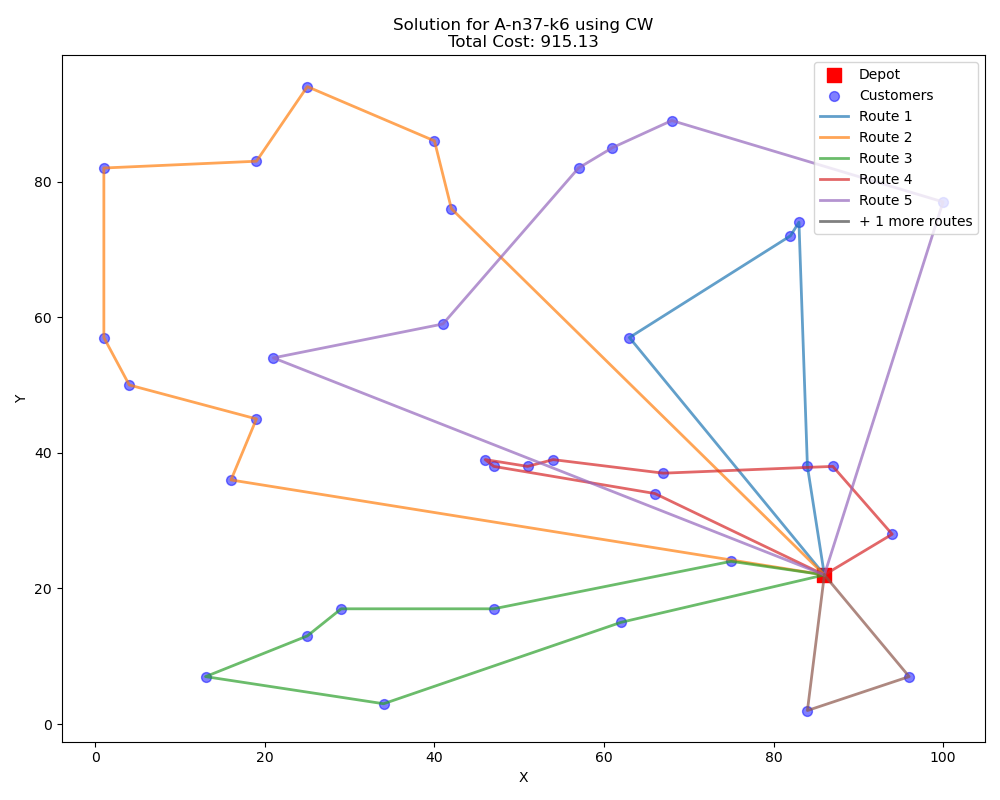 Solution for A-n37-k6 using CW
Total Cost: 915.13
Depot
Customers
Route 1
Route 2
Route 3
Route 4
Route 5
+ 1 more routes
80
60
40
20
0
Y
0 20 40 60 80 100
X